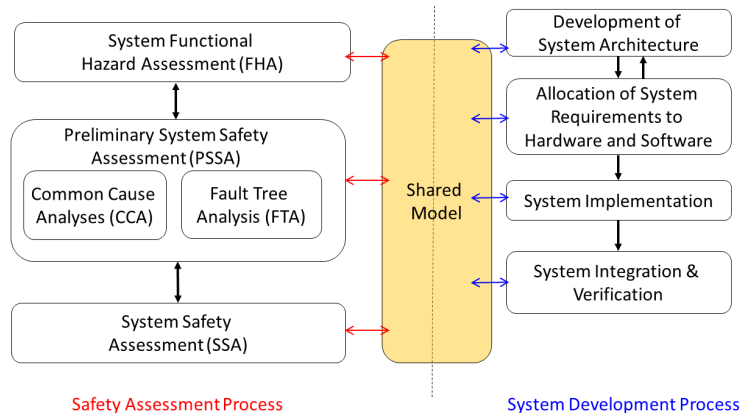 System Functional
Hazard Assessment (FHA)
Preliminary System Safety
Assessment (PSSA)
Common Cause
Analyses (CCA)
Fault Tree
Analysis (FTA)
System Safety
Assessment (SSA)
Safety Assessment Process
Shared
Model
Development of
System Architecture
Allocation of System
Requirements to
Hardware and Software
System Implementation
System Integration &
Verification
System Development Process